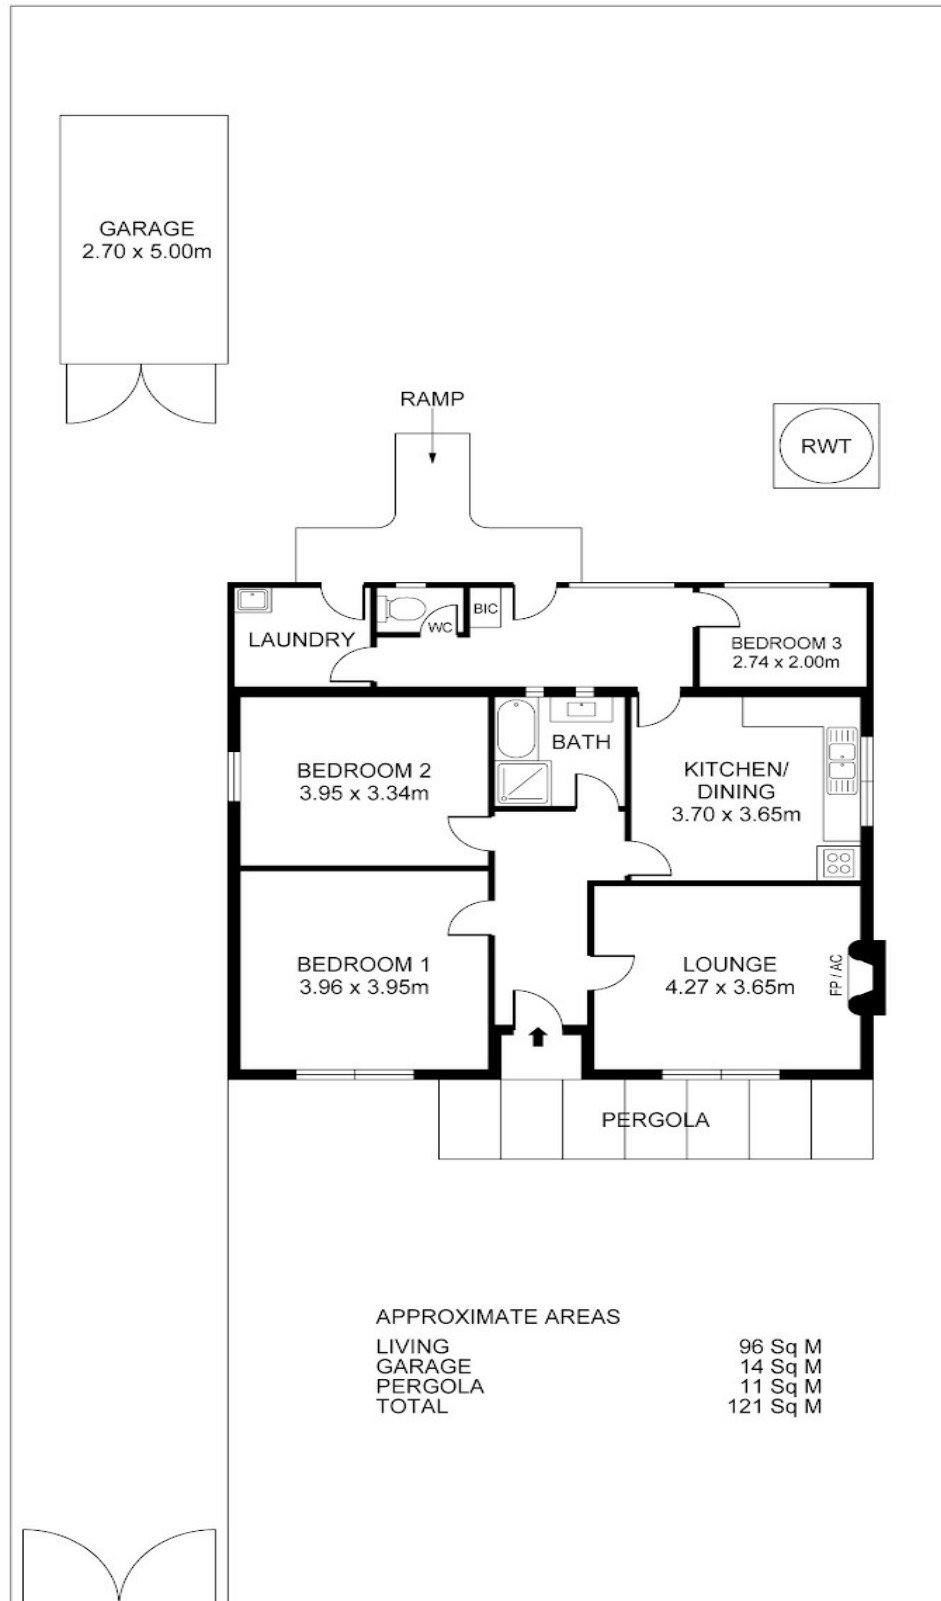 GARAGE
2.70 x 5.00m
RAMP
RWT
LAUNDRY
WC
BIC
BEDROOM 3
2.74 x 2.00m
BEDROOM 2
3.95 x 3.34m
BATH
KITCHEN/
DINING
3.70 x 3.65m
BEDROOM 1
3.96 x 3.95m
LOUNGE
4.27 x 3.65m
FP / AC
PERGOLA
APPROXIMATE AREAS
LIVING 96 Sq M
GARAGE 14 Sq M
PERGOLA 11 Sq M
TOTAL 121 Sq M